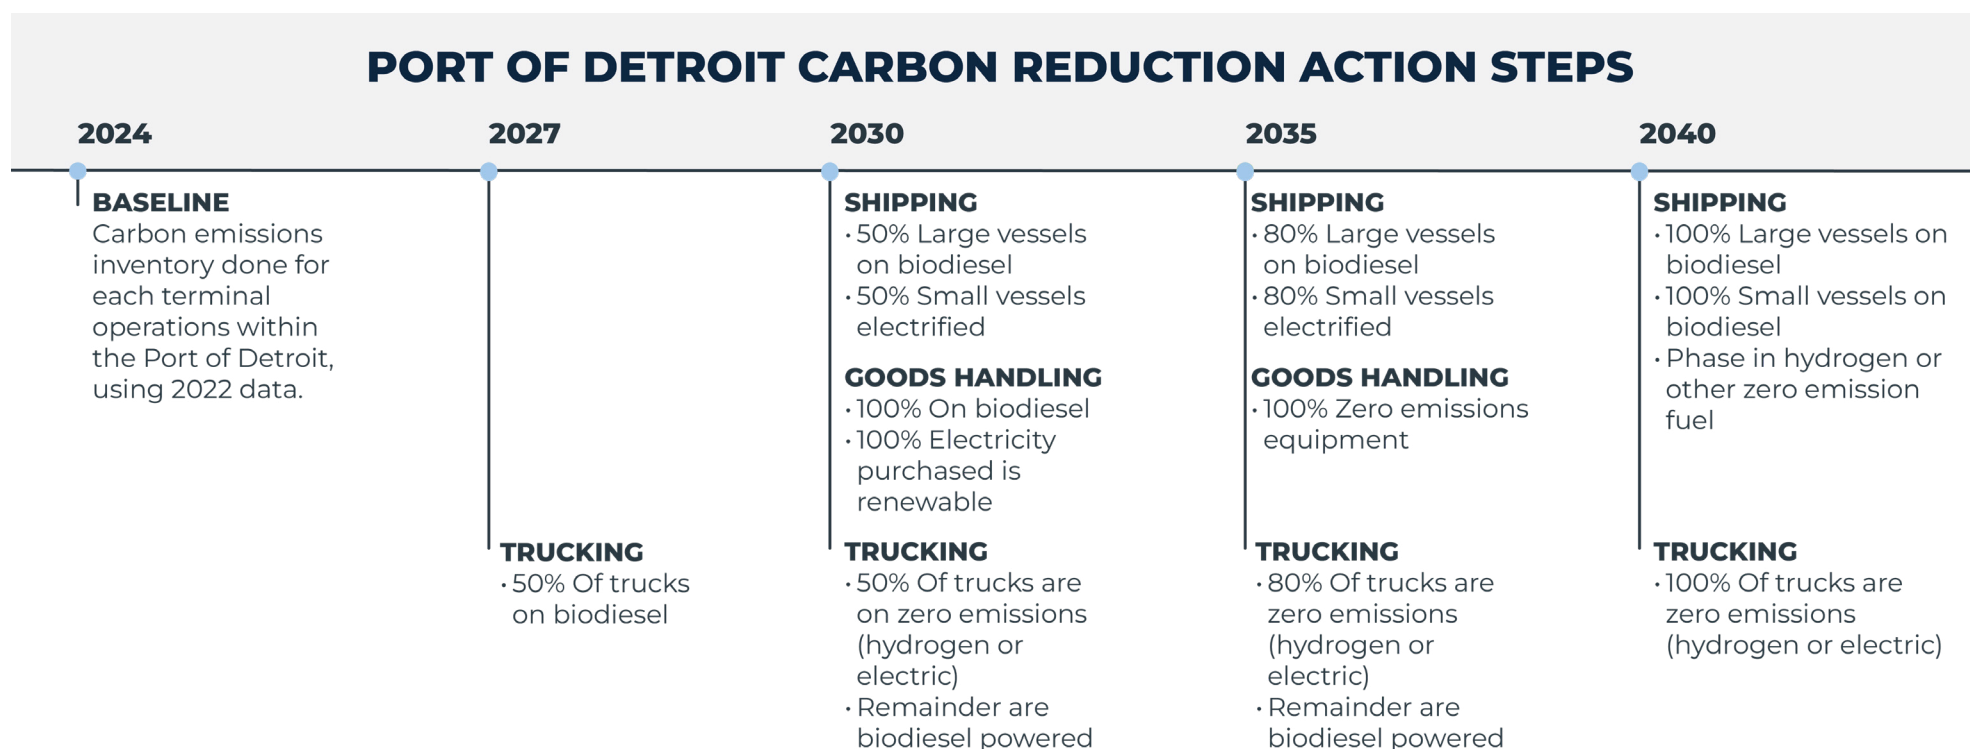 PORT OF DETROIT CARBON REDUCTION ACTION STEPS
2024
BASELINE
Carbon emissions
inventory done for
each terminal
operations within
the Port of Detroit,
using 2022 data.
2027
TRUCKING
· 50% Of trucks
on biodiesel
2030
SHIPPING
· 50% Large vessels
on biodiesel
· 50% Small vessels
electrified
GOODS HANDLING
· 100% On biodiesel
· 100% Electricity
purchased is
renewable
TRUCKING
· 50% Of trucks are
on zero emissions
(hydrogen or
electric)
· Remainder are
biodiesel powered
2035
SHIPPING
· 80% Large vessels
on biodiesel
· 80% Small vessels
electrified
GOODS HANDLING
· 100% Zero emissions
equipment
TRUCKING
· 80% Of trucks are
zero emissions
(hydrogen or
electric)
· Remainder are
biodiesel powered
2040
SHIPPING
· 100% Large vessels on
biodiesel
· 100% Small vessels on
biodiesel
· Phase in hydrogen or
other zero emission
fuel
TRUCKING
· 100% Of trucks are
zero emissions
(hydrogen or electric)